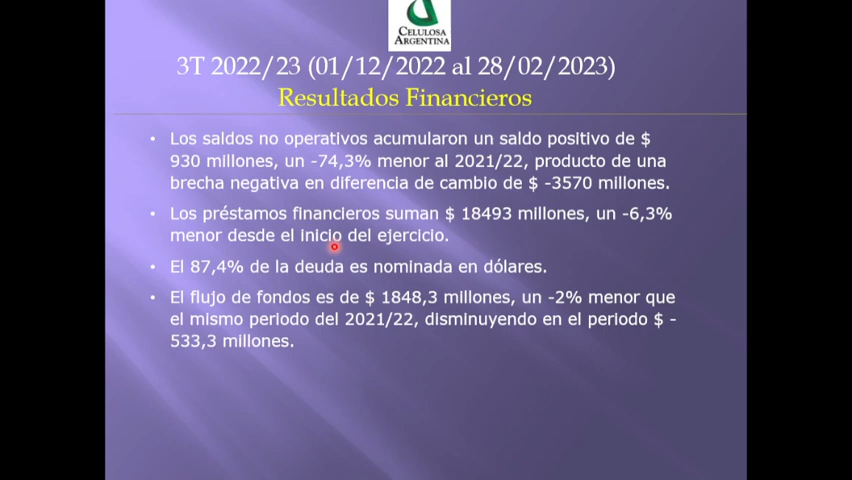 CELULOSA
ARGENTINA
3T 2022/23 (01/12/2022 al 28/02/2023)
Resultados Financieros
• Los saldos no operativos acumularon un saldo positivo de $
930 millones, un -74,3% menor al 2021/22, producto de una
brecha negativa en diferencia de cambio de $ -3570 millones.
• Los préstamos financieros suman $ 18493 millones, un -6,3%
menor desde el inicio del ejercicio.
• El 87,4% de la deuda es nominada en dólares.
• El flujo de fondos es de $ 1848,3 millones, un -2% menor que
el mismo periodo del 2021/22, disminuyendo en el periodo $ -
533,3 millones.